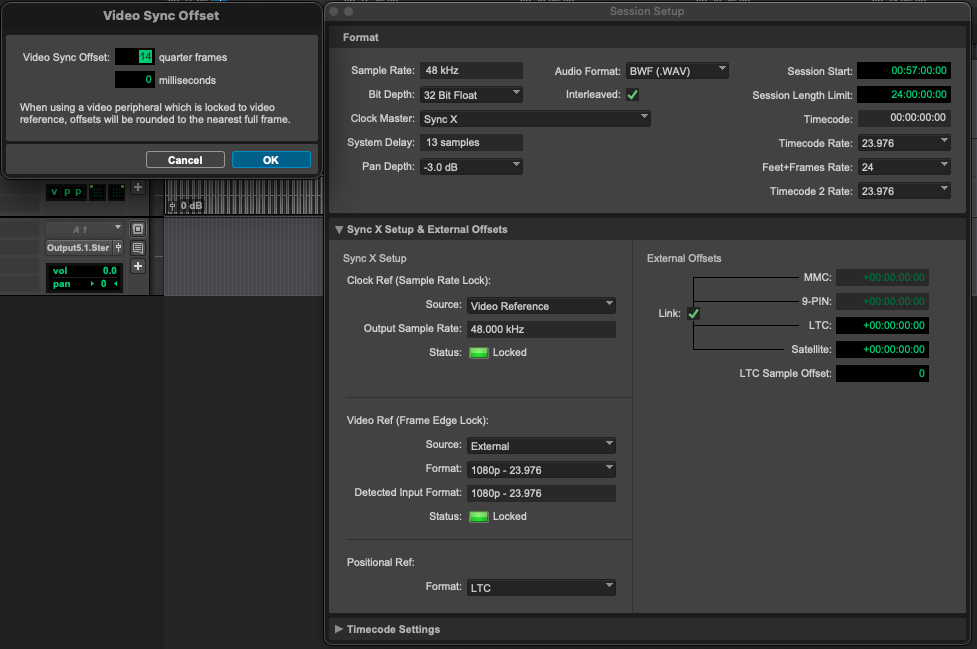 Video Sync Offset
Video Sync Offset: 14 quarter frames
0 milliseconds
When using a video peripheral which is locked to video
reference, offsets will be rounded to the nearest full frame.
Cancel OK
v p p
0 dB
A 1
Output5.1.Ster
vol 0.0
pan 0
Session Setup
Format
Sample Rate: 48 kHz
Bit Depth: 32 Bit Float
Clock Master: Sync X
System Delay: 13 samples
Pan Depth: -3.0 dB
Audio Format: BWF (.WAV)
Interleaved:
Session Start: 00:57:00:00
Session Length Limit: 24:00:00:00
Timecode: 00:00:00:00
Timecode Rate: 23.976
Feet+Frames Rate: 24
Timecode 2 Rate: 23.976
Sync X Setup & External Offsets
Sync X Setup
Clock Ref (Sample Rate Lock):
Source: Video Reference
Output Sample Rate: 48.000 kHz
Status: Locked
Video Ref (Frame Edge Lock):
Source: External
Format: 1080p - 23.976
Detected Input Format: 1080p - 23.976
Status: Locked
Positional Ref:
Format: LTC
External Offsets
Link:
MMC: +00:00:00:00
9-PIN: +00:00:00:00
LTC: +00:00:00:00
Satellite: +00:00:00:00
LTC Sample Offset: 0
Timecode Settings